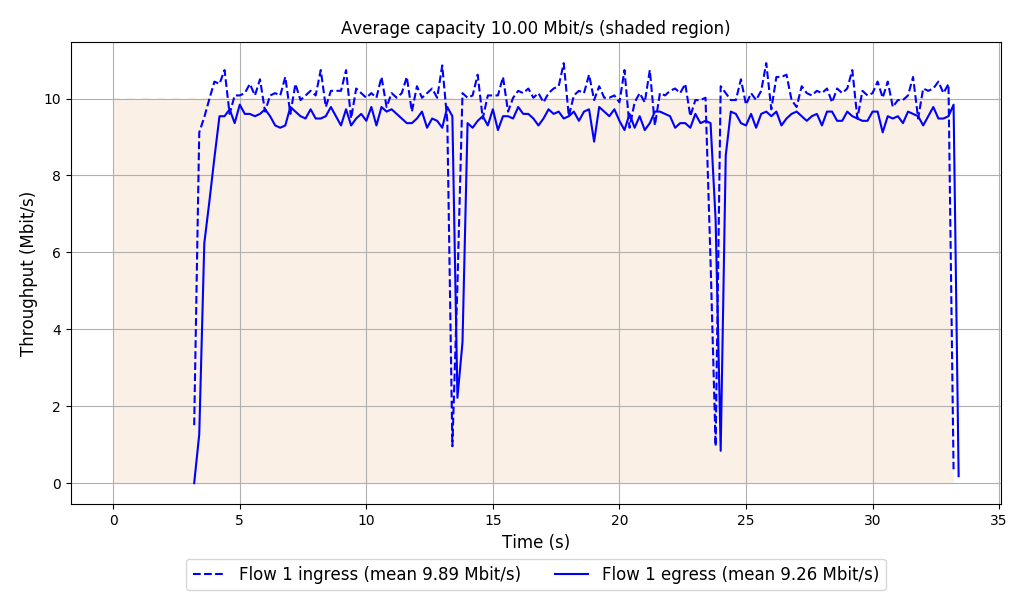 Average capacity 10.00 Mbit/s (shaded region)
Throughput (Mbit/s)
10
8
6
4
2
0
0 5 10 15 20 25 30 35
Time (s)
Flow 1 ingress (mean 9.89 Mbit/s) Flow 1 egress (mean 9.26 Mbit/s)